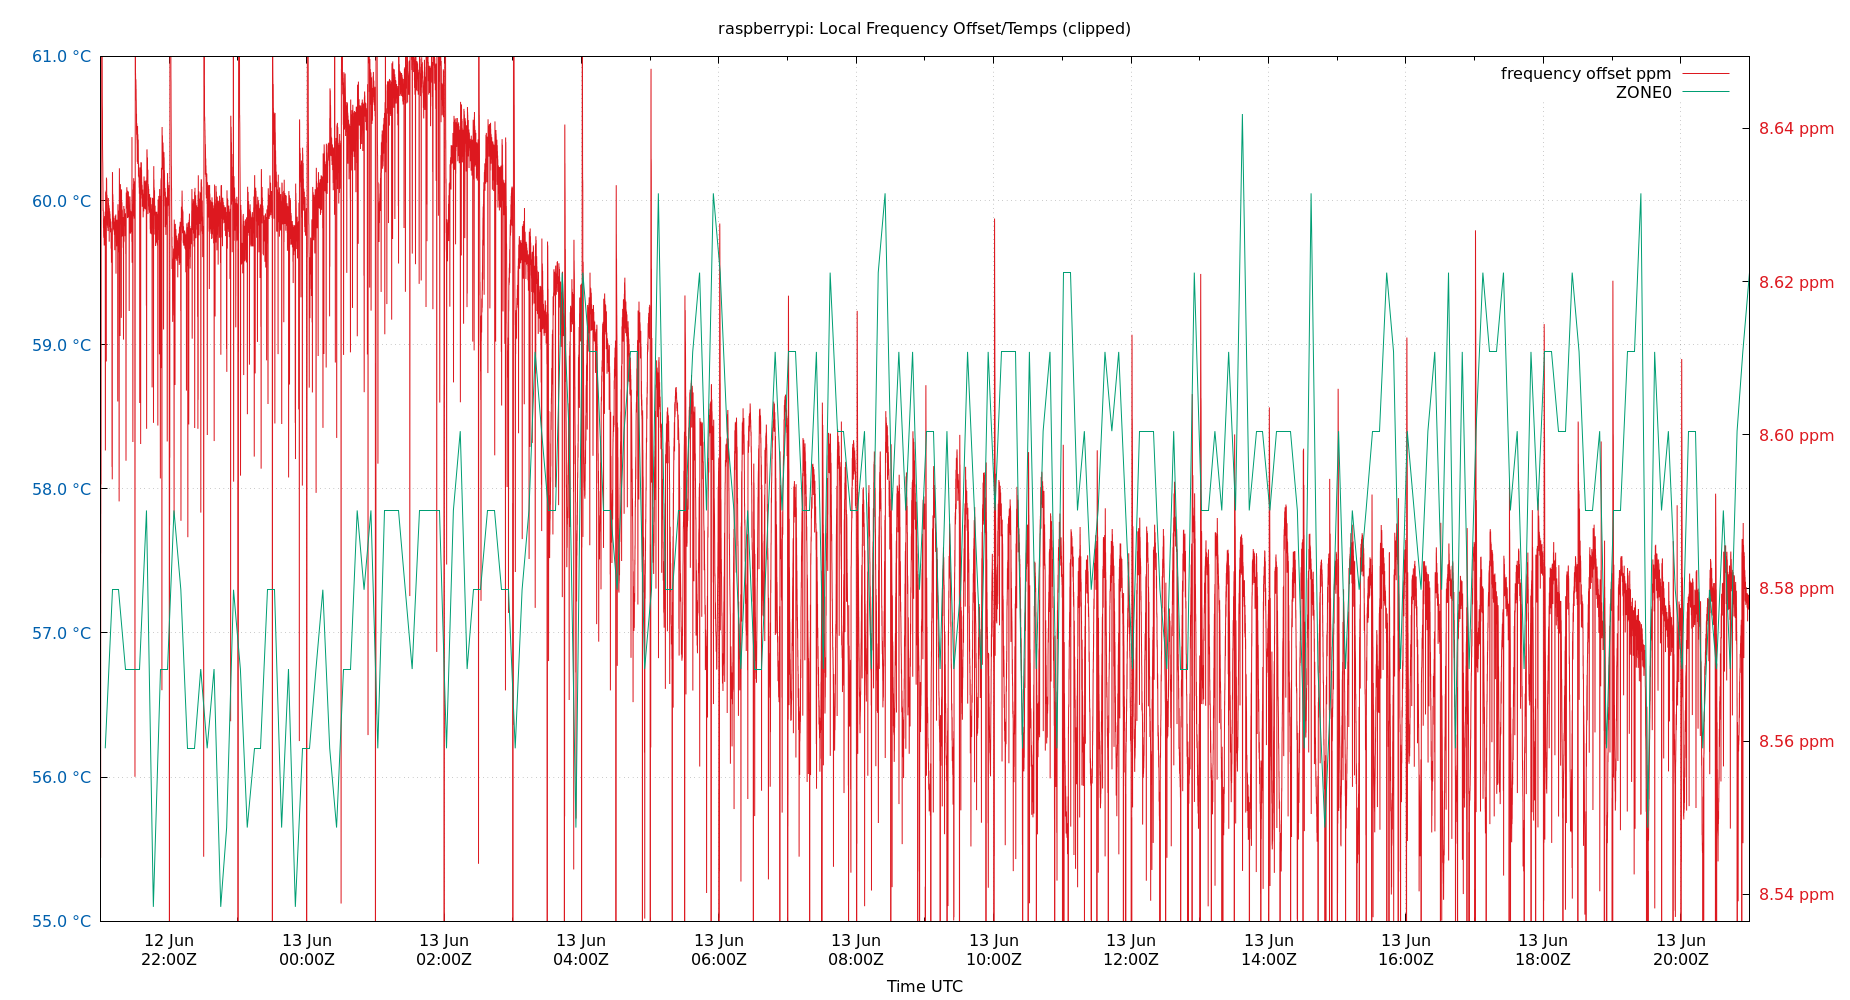 raspberrypi: Local Frequency Offset/Temps (clipped)
frequency offset ppm
ZONE0
61.0 °C
60.0 °C
59.0 °C
58.0 °C
57.0 °C
56.0 °C
55.0 °C
8.64 ppm
8.62 ppm
8.60 ppm
8.58 ppm
8.56 ppm
8.54 ppm
12 Jun 13 Jun 13 Jun 13 Jun 13 Jun 13 Jun 13 Jun 13 Jun 13 Jun 13 Jun 13 Jun 13 Jun
22:00Z 00:00Z 02:00Z 04:00Z 06:00Z 08:00Z 10:00Z 12:00Z 14:00Z 16:00Z 18:00Z 20:00Z
Time UTC